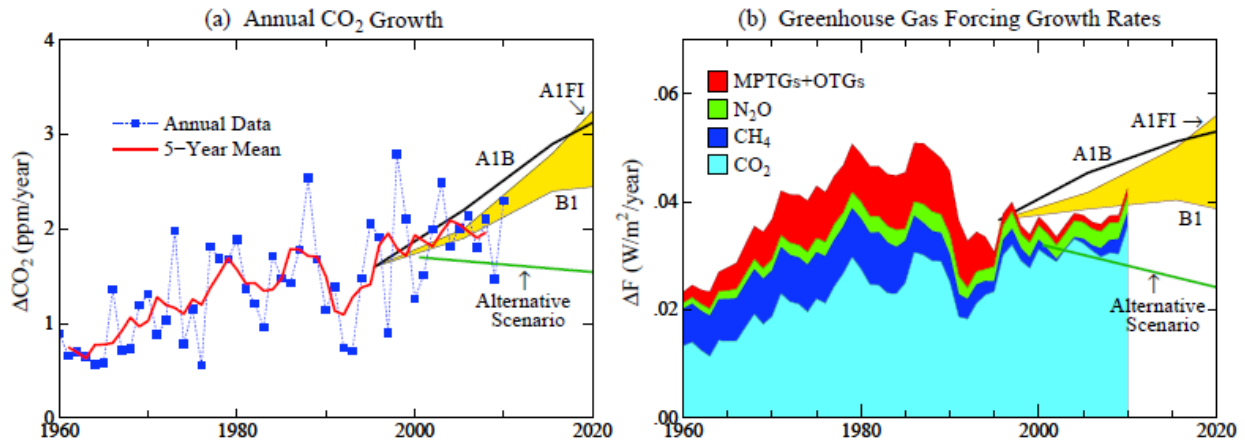 (a) Annual CO₂ Growth
4
3
2
1
0
1960
1980
2000
2020
ΔCO₂ (ppm/year)
Annual Data
5-Year Mean
A1FI
A1B
B1
Alternative
Scenario
(b) Greenhouse Gas Forcing Growth Rates
.06
.04
.02
.00
1960
1980
2000
2020
ΔF (W/m²/year)
MPTGs+OTGs
N₂O
CH₄
CO₂
A1FI
A1B
B1
Alternative
Scenario